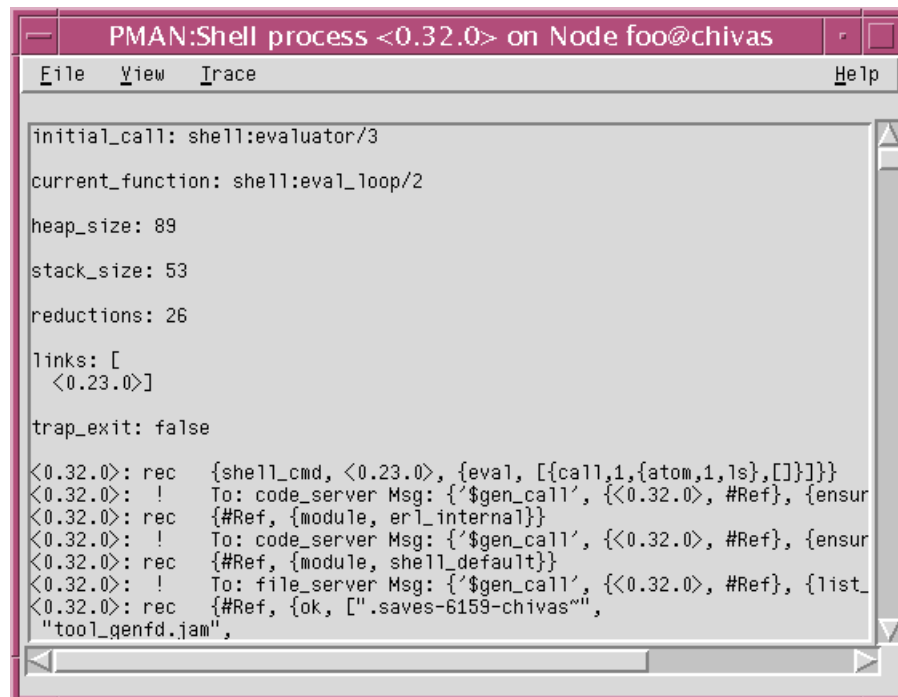 PMAN:Shell process <0.32.0> on Node foo@chivas
File View Trace Help
initial_call: shell:evaluator/3
current_function: shell:eval_loop/2
heap_size: 89
stack_size: 53
reductions: 26
links: [
<0.23.0>]
trap_exit: false
<0.32.0>: rec {shell_cmd, <0.23.0>, {eval, [{call,1,{atom,1,ls},[]}]}}
<0.32.0>: ! To: code_server Msg: {'$gen_call', {<0.32.0>, #Ref}, {ensur
<0.32.0>: rec {#Ref, {module, erl_internal}}
<0.32.0>: ! To: code_server Msg: {'$gen_call', {<0.32.0>, #Ref}, {ensur
<0.32.0>: rec {#Ref, {module, shell_default}}
<0.32.0>: ! To: file_server Msg: {'$gen_call', {<0.32.0>, #Ref}, {list_
<0.32.0>: rec {#Ref, {ok, [".saves-6159-chivas~",
"tool_genfd.jam",